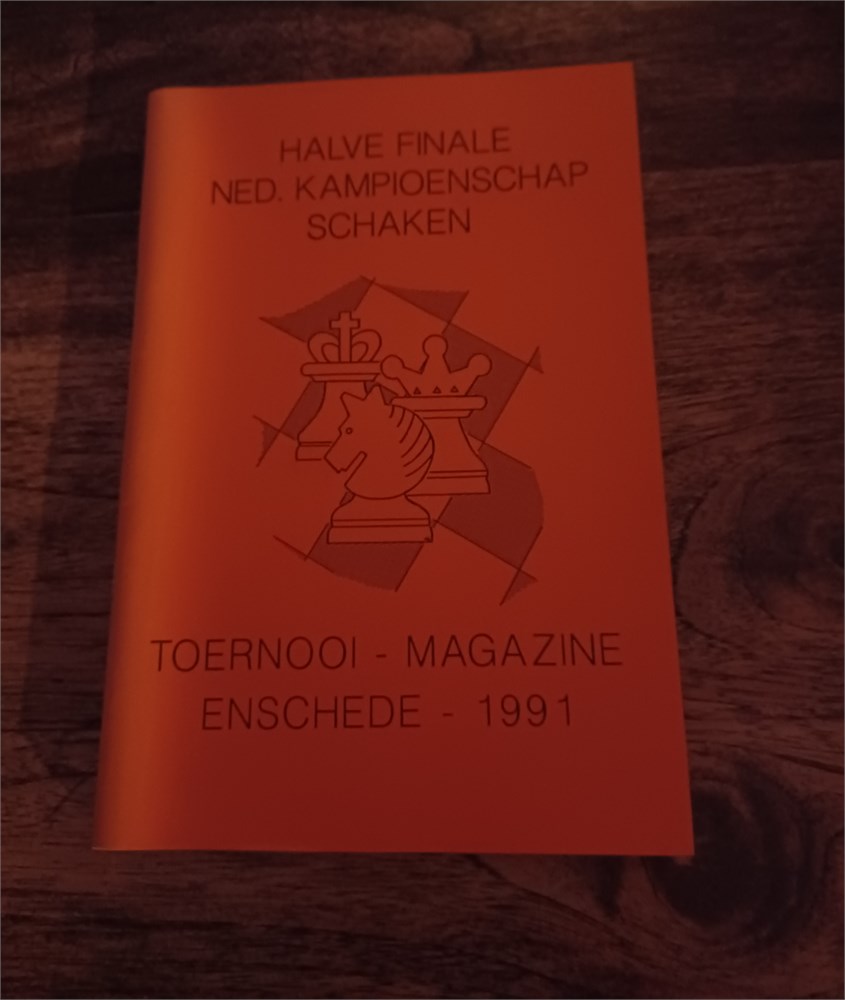 HALVE FINALE
NED. KAMPIOENSCHAP
SCHAKEN
TOERNOOI - MAGAZINE
ENSCHEDE - 1991